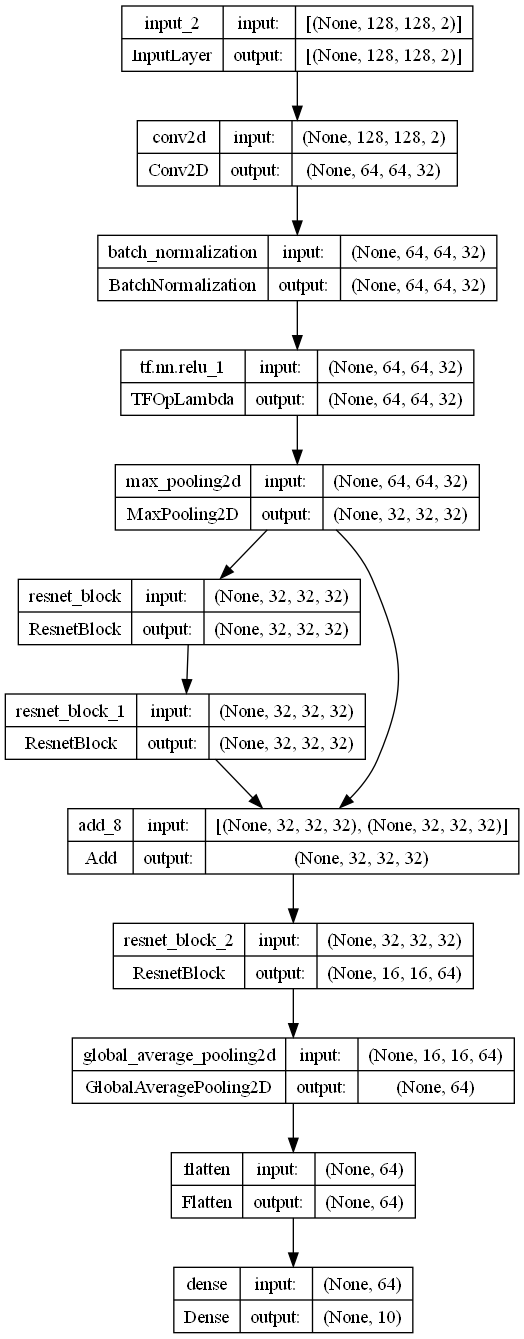 input_2 input: [(None, 128, 128, 2)]
InputLayer output: [(None, 128, 128, 2)]
conv2d input: (None, 128, 128, 2)
Conv2D output: (None, 64, 64, 32)
batch_normalization input: (None, 64, 64, 32)
BatchNormalization output: (None, 64, 64, 32)
tf.nn.relu_1 input: (None, 64, 64, 32)
TFOpLambda output: (None, 64, 64, 32)
max_pooling2d input: (None, 64, 64, 32)
MaxPooling2D output: (None, 32, 32, 32)
resnet_block input: (None, 32, 32, 32)
ResnetBlock output: (None, 32, 32, 32)
resnet_block_1 input: (None, 32, 32, 32)
ResnetBlock output: (None, 32, 32, 32)
add_8 input: [(None, 32, 32, 32), (None, 32, 32, 32)]
Add output: (None, 32, 32, 32)
resnet_block_2 input: (None, 32, 32, 32)
ResnetBlock output: (None, 16, 16, 64)
global_average_pooling2d input: (None, 16, 16, 64)
GlobalAveragePooling2D output: (None, 64)
flatten input: (None, 64)
Flatten output: (None, 64)
dense input: (None, 64)
Dense output: (None, 10)